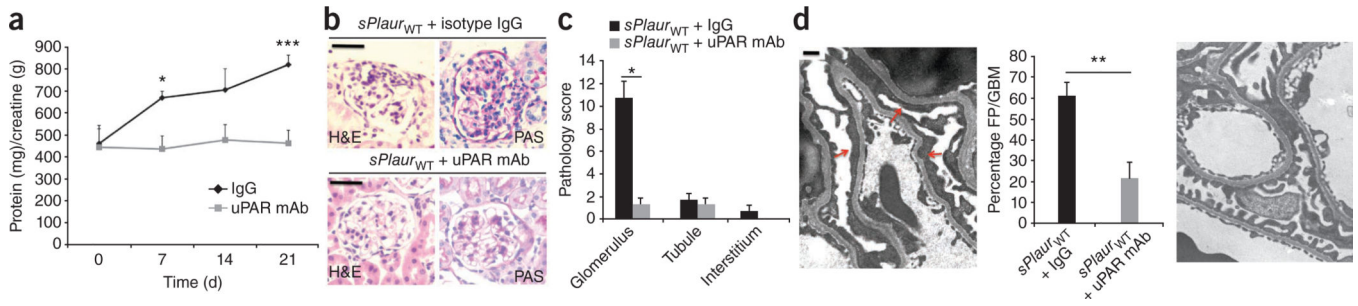 a
Protein (mg)/creatine (g)
900
800
700
600
500
400
300
200
100
0
*
***
IgG
uPAR mAb
0 7 14 21
Time (d)
b
sPlaurWT + isotype IgG
H&E
PAS
sPlaurWT + uPAR mAb
H&E
PAS
c
sPlaurWT + IgG
sPlaurWT + uPAR mAb
Pathology score
14
12
10
8
6
4
2
0
*
Glomerulus
Tubule
Interstitium
d
Percentage FP/GBM
80
70
60
50
40
30
20
10
0
**
sPlaurWT
+ IgG
sPlaurWT
+ uPAR mAb